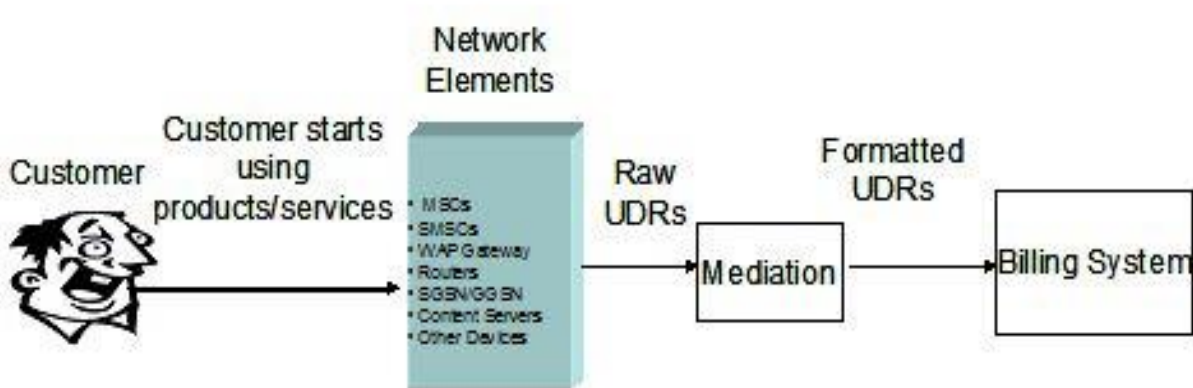 Network
Elements
Customer starts
using
products/services
Customer
• MSCs
• SMSCs
• WAP Gateway
• Routers
• SGSN/GGSN
• Content Servers
• Other Devices
Raw
UDRs
Mediation
Formatted
UDRs
Billing System